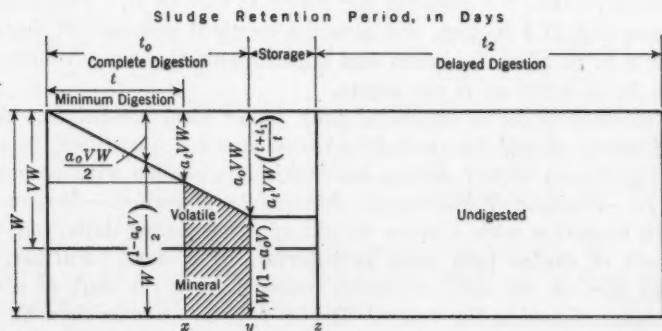 Sludge Retention Period, in Days
t₀
Storage
t₂
Complete Digestion
Delayed Digestion
t
Minimum Digestion
a₀VW/2
aₜVW
a₀VW
aₜVW((t+t₁)/t)
VW
W
W(1-a₀V/2)
Volatile
W(1-a₀V)
Mineral
Undigested
x
y
z